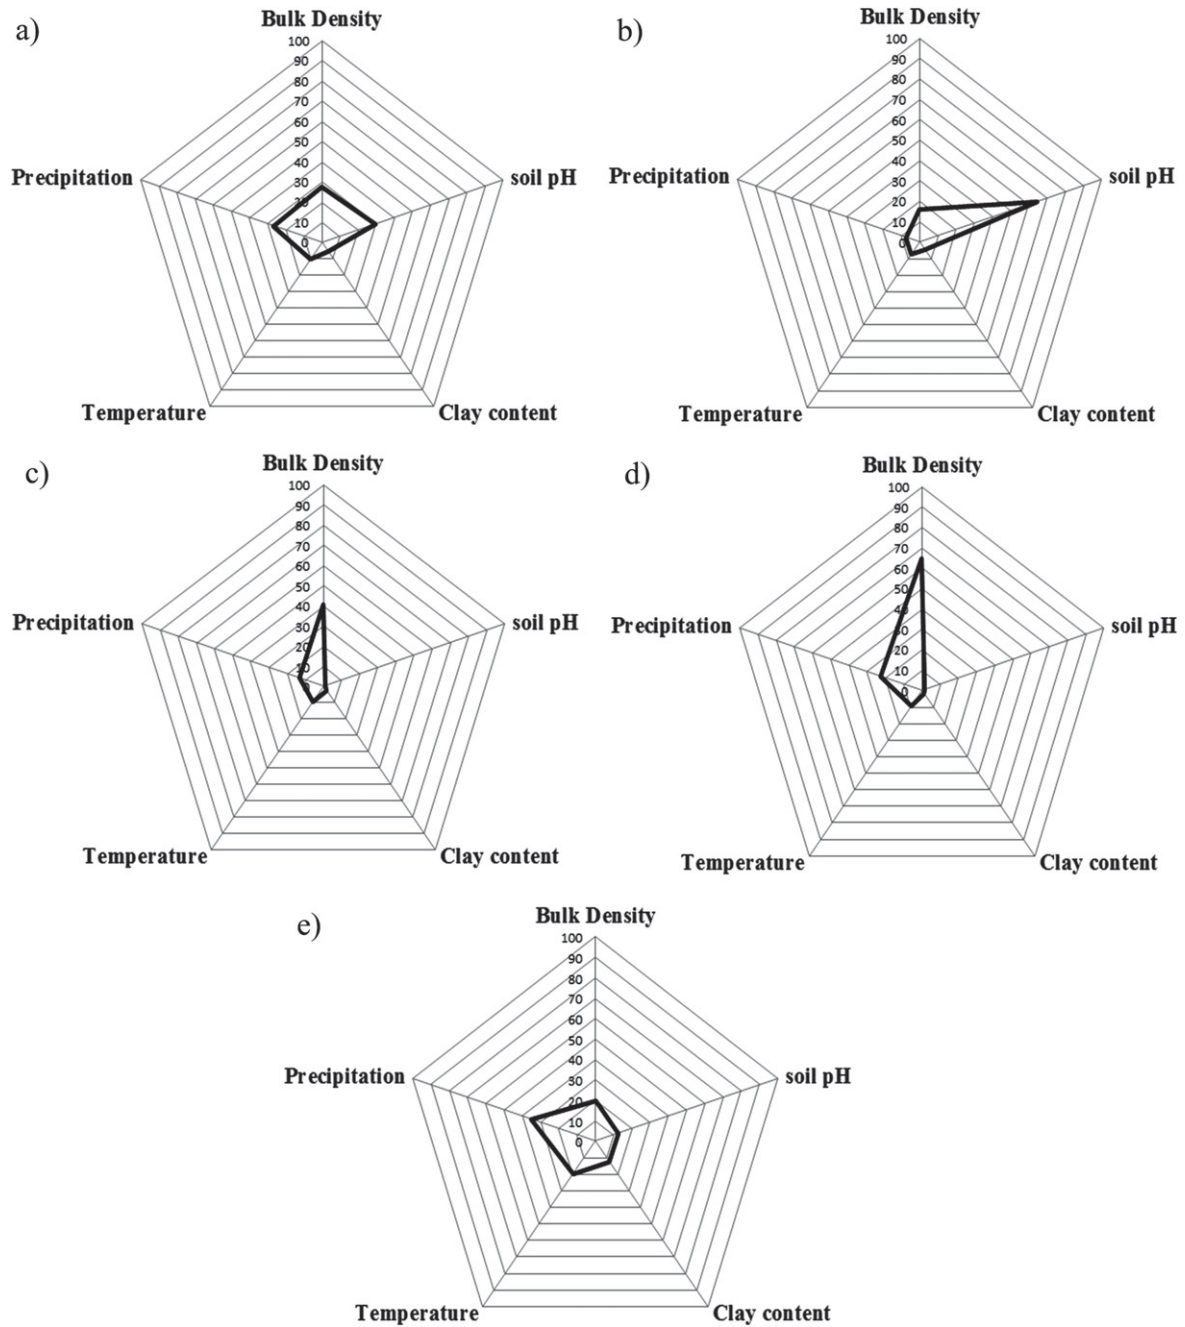 a)
Bulk Density
100
90
80
70
60
50
40
30
20
10
0
Precipitation
soil pH
Temperature
Clay content
b)
Bulk Density
100
90
80
70
60
50
40
30
20
10
0
Precipitation
soil pH
Temperature
Clay content
c)
Bulk Density
100
90
80
70
60
50
40
30
20
10
0
Precipitation
soil pH
Temperature
Clay content
d)
Bulk Density
100
90
80
70
60
50
40
30
20
10
0
Precipitation
soil pH
Temperature
Clay content
e)
Bulk Density
100
90
80
70
60
50
40
30
20
10
0
Precipitation
soil pH
Temperature
Clay content